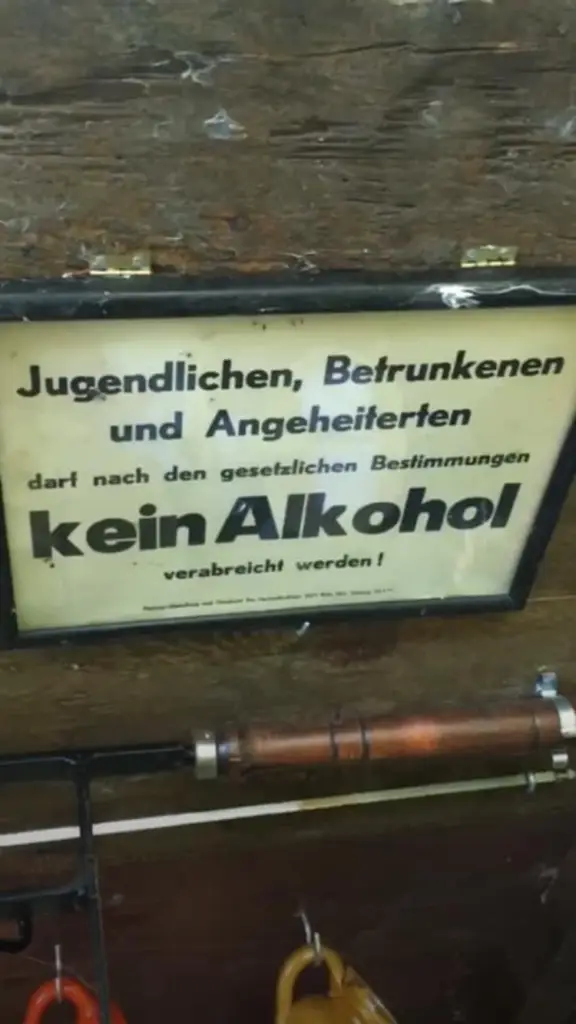 Jugendlichen, Betrunkenen
und Angeheiterten
darf nach den gesetzlichen Bestimmungen
kein Alkohol
verabreicht werden!